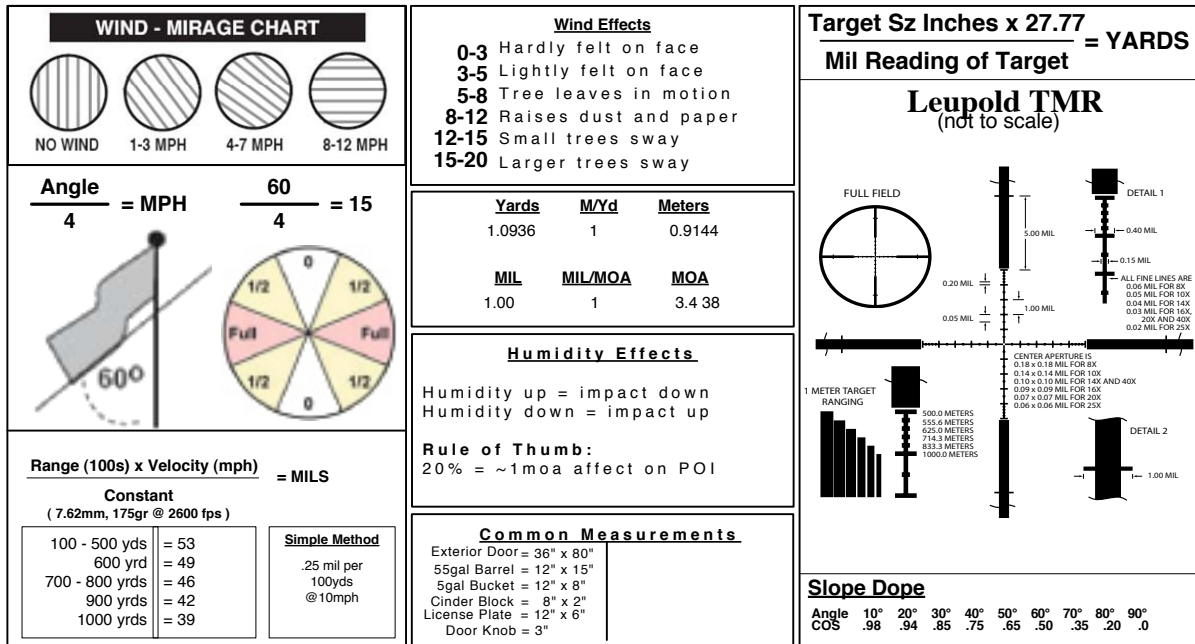 WIND - MIRAGE CHART
NO WIND 1-3 MPH 4-7 MPH 8-12 MPH
Angle
4
= MPH
60
4
= 15
60º
0
1/2 1/2
Full Full
1/2 1/2
0
Range (100s) x Velocity (mph)
Constant
= MILS
( 7.62mm, 175gr @ 2600 fps )
100 - 500 yds = 53
600 yrd = 49
700 - 800 yrds = 46
900 yrds = 42
1000 yrds = 39
Simple Method
.25 mil per
100yds
@10mph
Wind Effects
0-3 Hardly felt on face
3-5 Lightly felt on face
5-8 Tree leaves in motion
8-12 Raises dust and paper
12-15 Small trees sway
15-20 Larger trees sway
Yards M/Yd Meters
1.0936 1 0.9144
MIL MIL/MOA MOA
1.00 1 3.4 38
Humidity Effects
Humidity up = impact down
Humidity down = impact up
Rule of Thumb:
20% = ~1moa affect on POI
Common Measurements
Exterior Door = 36" x 80"
55gal Barrel = 12" x 15"
5gal Bucket = 12" x 8"
Cinder Block = 8" x 2"
License Plate = 12" x 6"
Door Knob = 3"
Target Sz Inches x 27.77
Mil Reading of Target
= YARDS
Leupold TMR
(not to scale)
FULL FIELD
5.00 MIL
0.20 MIL
1.00 MIL
0.05 MIL
DETAIL 1
0.40 MIL
0.15 MIL
ALL FINE LINES ARE
0.06 MIL FOR 8X
0.05 MIL FOR 10X
0.04 MIL FOR 14X
0.03 MIL FOR 16X,
20X AND 40X
0.02 MIL FOR 25X
CENTER APERTURE IS
0.18 x 0.18 MIL FOR 8X
0.14 x 0.14 MIL FOR 10X
0.10 x 0.10 MIL FOR 14X AND 40X
0.09 x 0.09 MIL FOR 16X
0.07 x 0.07 MIL FOR 20X
0.06 x 0.06 MIL FOR 25X
1 METER TARGET
RANGING
500.0 METERS
555.6 METERS
625.0 METERS
714.3 METERS
833.3 METERS
1000.0 METERS
DETAIL 2
1.00 MIL
Slope Dope
Angle 10° 20° 30° 40° 50° 60° 70° 80° 90°
COS .98 .94 .85 .75 .65 .50 .35 .20 .0